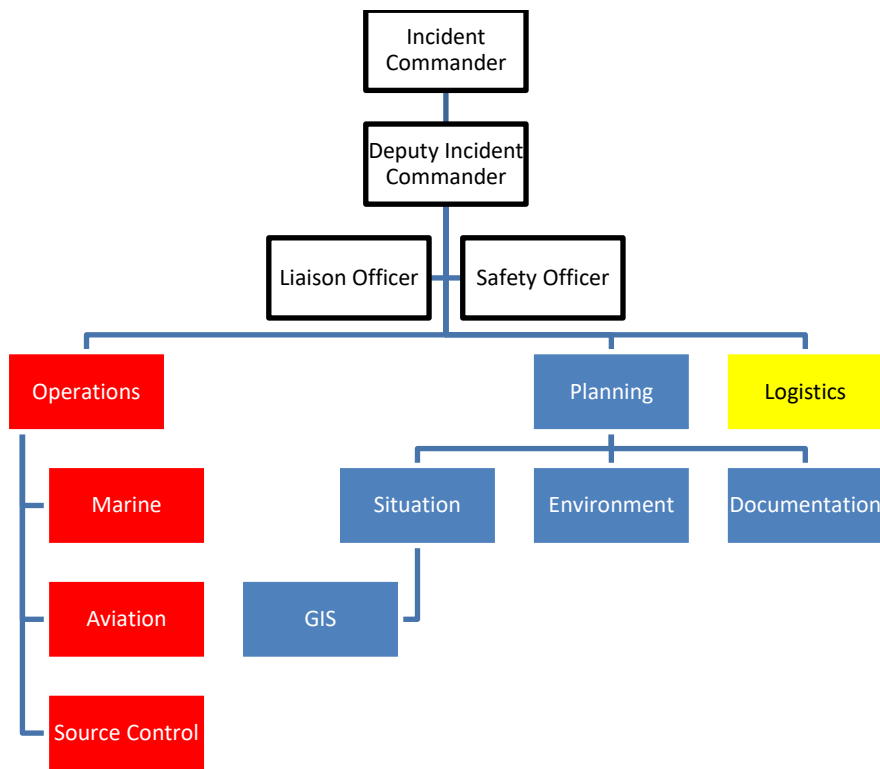 Incident
Commander
Deputy Incident
Commander
Liaison Officer
Safety Officer
Operations
Planning
Logistics
Marine
Situation
Environment
Documentation
Aviation
GIS
Source Control